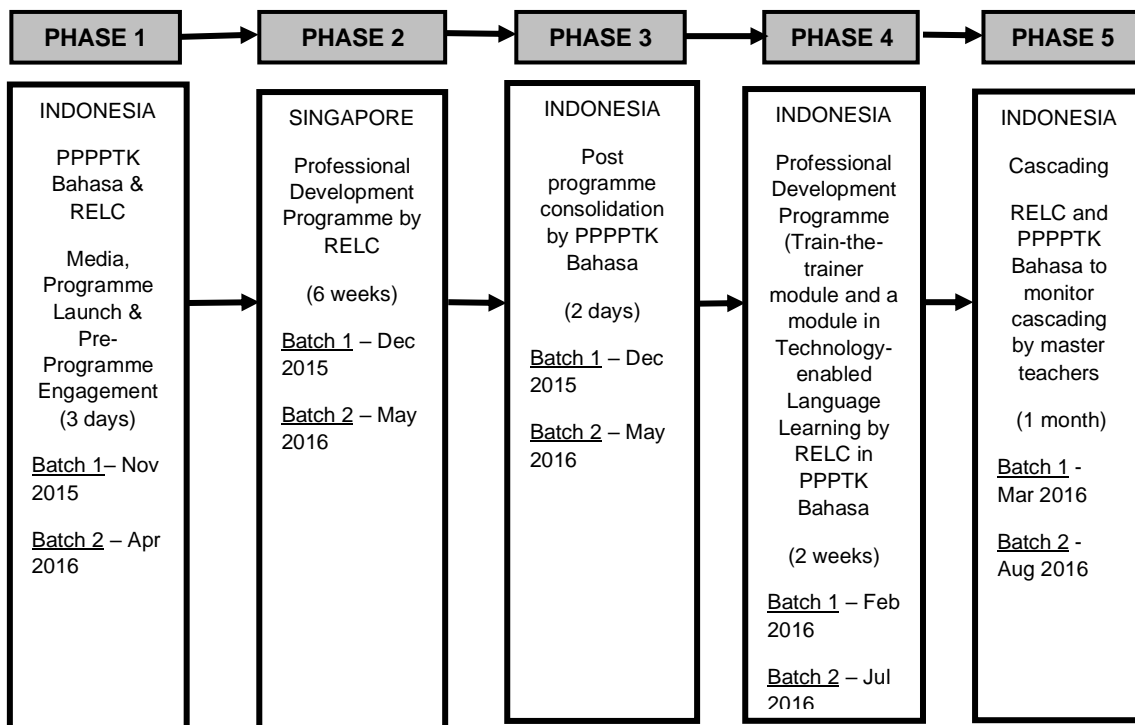 PHASE 1
PHASE 2
PHASE 3
PHASE 4
PHASE 5
INDONESIA
PPPPTK
Bahasa &
RELC
Media,
Programme
Launch &
Pre-
Programme
Engagement
(3 days)
Batch 1– Nov
2015
Batch 2 – Apr
2016
SINGAPORE
Professional
Development
Programme by
RELC
(6 weeks)
Batch 1 – Dec
2015
Batch 2 – May
2016
INDONESIA
Post
programme
consolidation
by PPPPTK
Bahasa
(2 days)
Batch 1 – Dec
2015
Batch 2 – May
2016
INDONESIA
Professional
Development
Programme
(Train-the-
trainer
module and a
module in
Technology-
enabled
Language
Learning by
RELC in
PPPTK
Bahasa
(2 weeks)
Batch 1 – Feb
2016
Batch 2 – Jul
2016
INDONESIA
Cascading
RELC and
PPPPTK
Bahasa to
monitor
cascading
by master
teachers
(1 month)
Batch 1 -
Mar 2016
Batch 2 -
Aug 2016